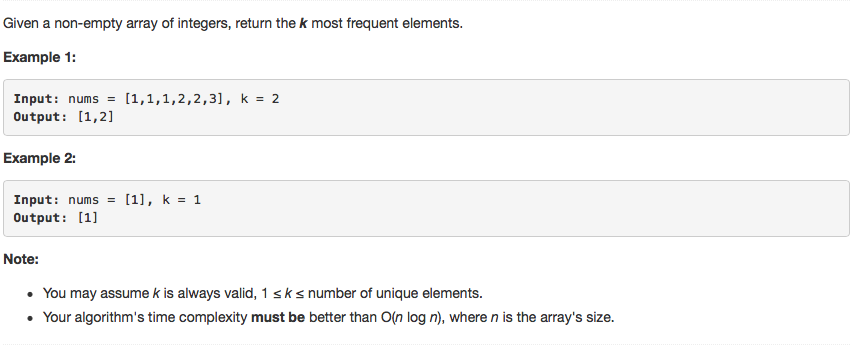 Given a non-empty array of integers, return the k most frequent elements.
Example 1:
Input: nums = [1,1,1,2,2,3], k = 2
Output: [1,2]
Example 2:
Input: nums = [1], k = 1
Output: [1]
Note:
• You may assume k is always valid, 1 ≤ k ≤ number of unique elements.
• Your algorithm's time complexity must be better than O(n log n), where n is the array's size.